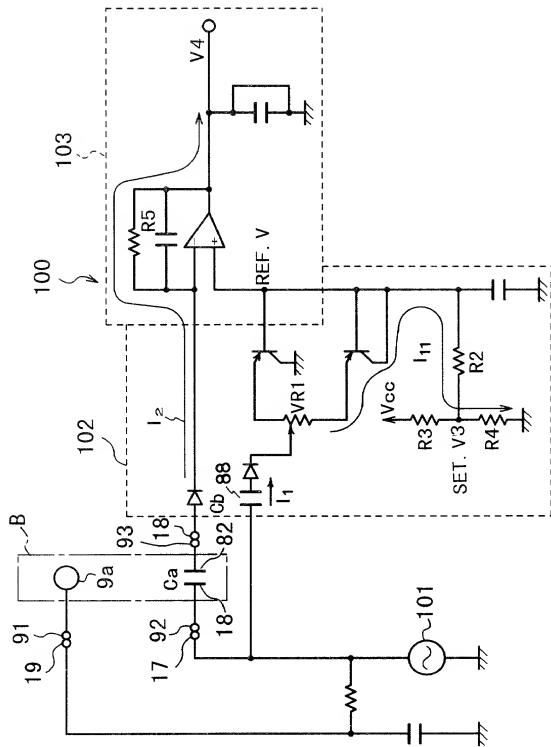 100
102
103
V4
R5
I2
REF. V
B
9a
91
19
93
18
Ca
82
18
92
17
Cb
88
I1
VR1
Vcc
I11
R3
R2
SET. V3
R4
101